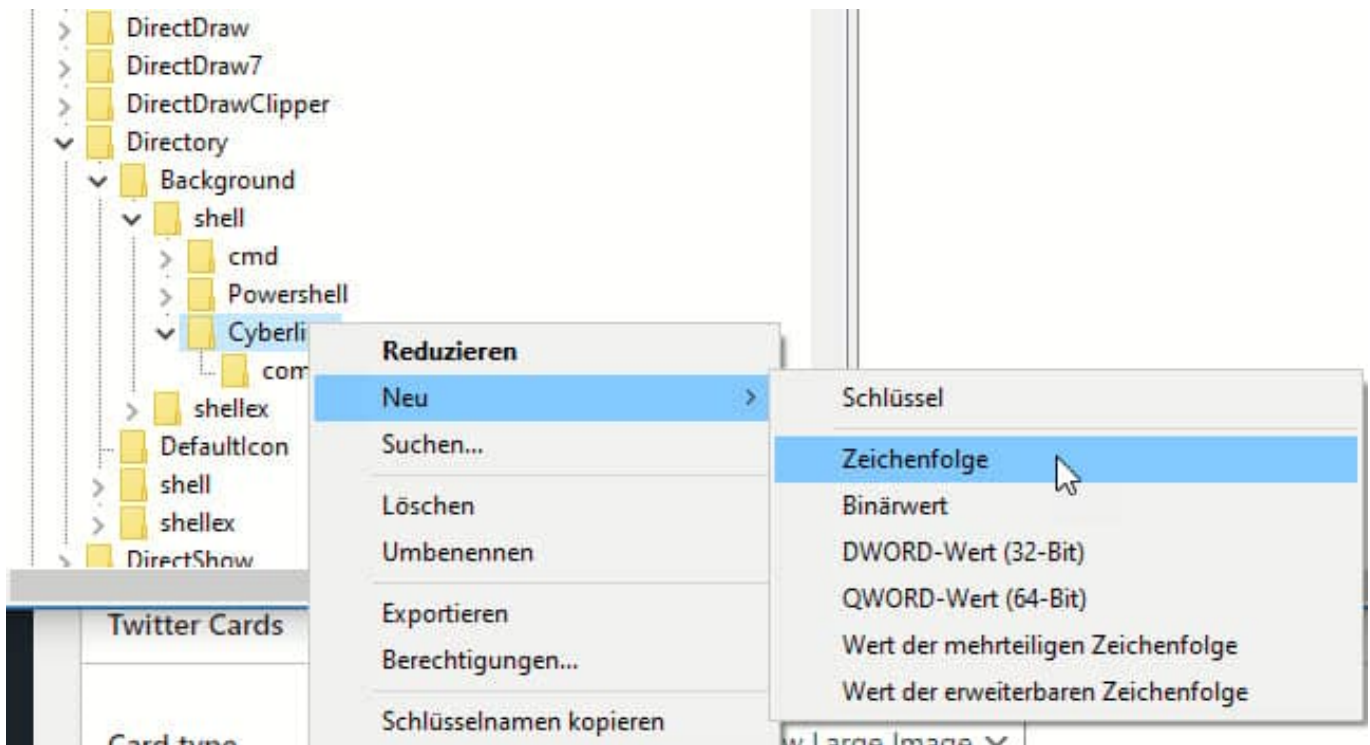 DirectDraw
DirectDraw7
DirectDrawClipper
Directory
Background
shell
cmd
Powershell
Cyberli
com
shellex
DefaultIcon
shell
shellex
DirectShow
Reduzieren
Neu
Suchen...
Löschen
Umbenennen
Exportieren
Berechtigungen...
Schlüsselnamen kopieren
Schlüssel
Zeichenfolge
Binärwert
DWORD-Wert (32-Bit)
QWORD-Wert (64-Bit)
Wert der mehrteiligen Zeichenfolge
Wert der erweiterbaren Zeichenfolge
Twitter Cards
Card type
w Large Image